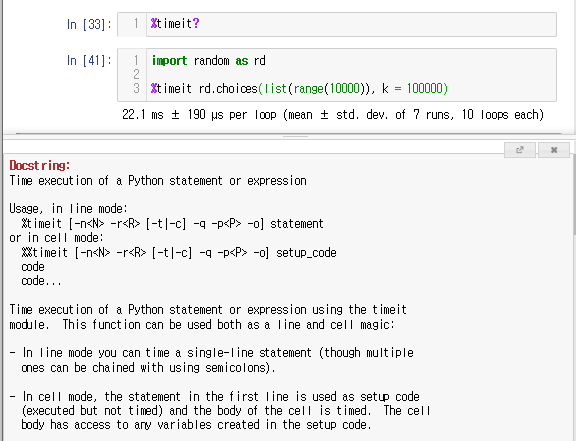 In [33]: 1 %timeit?
In [41]: 1 import random as rd
2
3 %timeit rd.choices(list(range(10000)), k = 100000)
22.1 ms ± 190 µs per loop (mean ± std. dev. of 7 runs, 10 loops each)
Docstring:
Time execution of a Python statement or expression
Usage, in line mode:
%timeit [-n<N> -r<R> [-t|-c] -q -p<P> -o] statement
or in cell mode:
%%timeit [-n<N> -r<R> [-t|-c] -q -p<P> -o] setup_code
code
code...
Time execution of a Python statement or expression using the timeit
module.  This function can be used both as a line and cell magic:
- In line mode you can time a single-line statement (though multiple
ones can be chained with using semicolons).
- In cell mode, the statement in the first line is used as setup code
(executed but not timed) and the body of the cell is timed.  The cell
body has access to any variables created in the setup code.